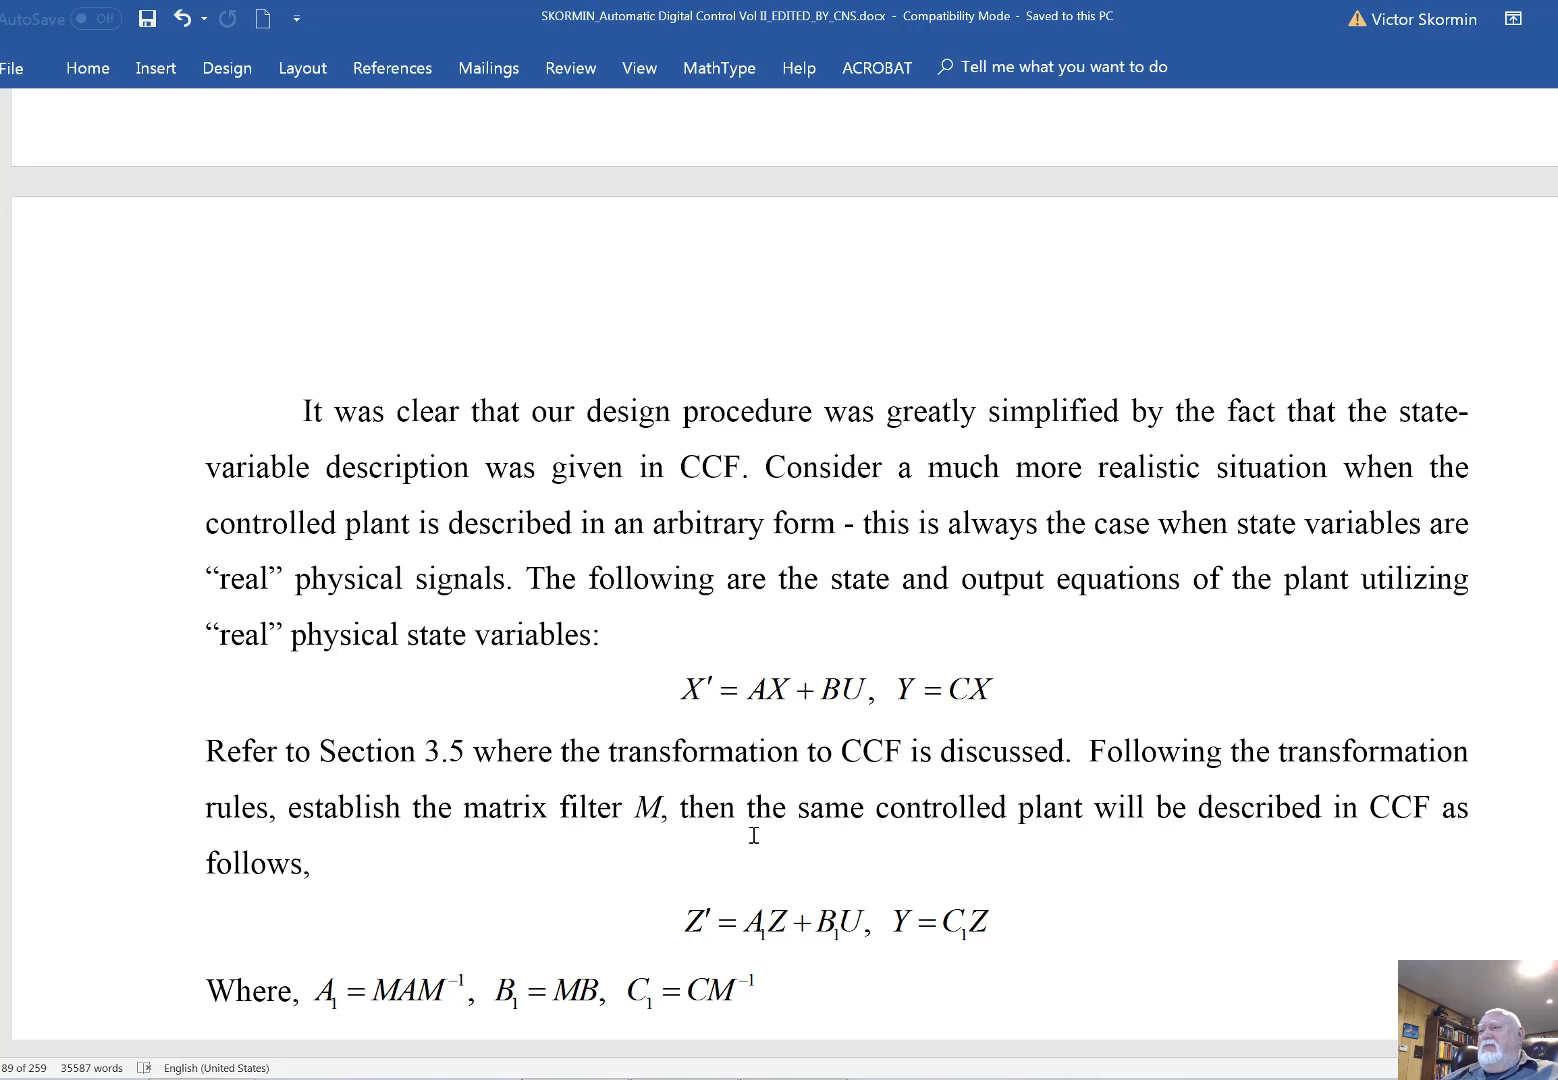 AutoSave Off SKORMIN_Automatic Digital Control Vol II_EDITED_BY_CNS.docx - Compatibility Mode - Saved to this PC Victor Skormin
File Home Insert Design Layout References Mailings Review View MathType Help ACROBAT Tell me what you want to do
It was clear that our design procedure was greatly simplified by the fact that the state-
variable description was given in CCF. Consider a much more realistic situation when the
controlled plant is described in an arbitrary form - this is always the case when state variables are
“real” physical signals. The following are the state and output equations of the plant utilizing
“real” physical state variables:
X′ = AX + BU, Y = CX
Refer to Section 3.5 where the transformation to CCF is discussed. Following the transformation
rules, establish the matrix filter M, then the same controlled plant will be described in CCF as
follows,
Z′ = A₁Z + B₁U, Y = C₁Z
Where, A₁ = MAM⁻¹, B₁ = MB, C₁ = CM⁻¹
89 of 259 35587 words English (United States)